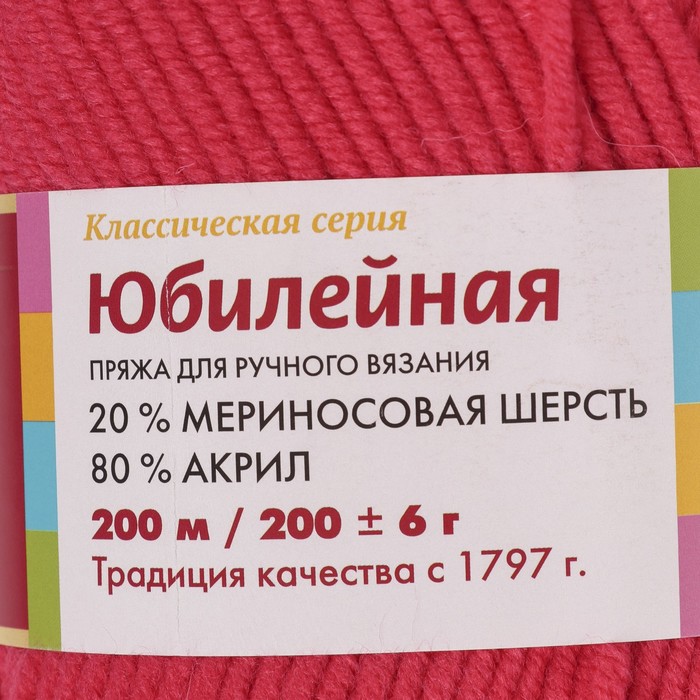 Классическая серия
Юбилейная
ПРЯЖА ДЛЯ РУЧНОГО ВЯЗАНИЯ
20 % МЕРИНОСОВАЯ ШЕРСТЬ
80 % АКРИЛ
200 м / 200 ± 6 г
Традиция качества с 1797 г.